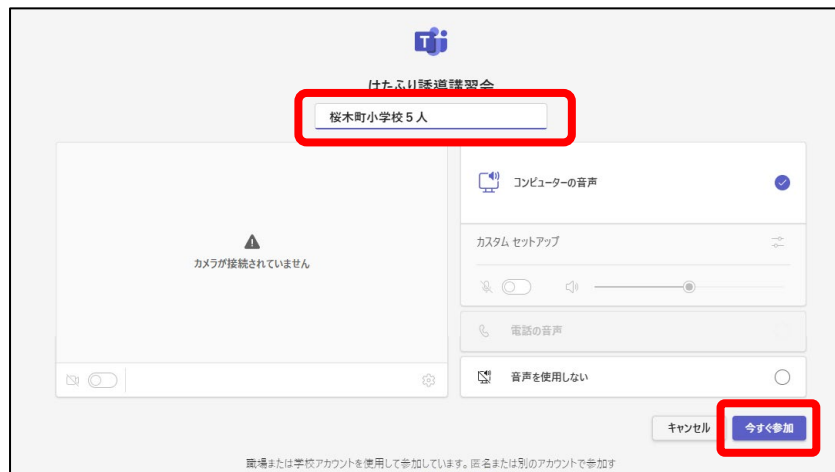 はたふり誘導講習会
桜木町小学校5人
コンピューターの音声
カメラが接続されていません
カスタム セットアップ
電話の音声
音声を使用しない
キャンセル
今すぐ参加
職場または学校アカウントを使用して参加しています。匿名または別のアカウントで参加す